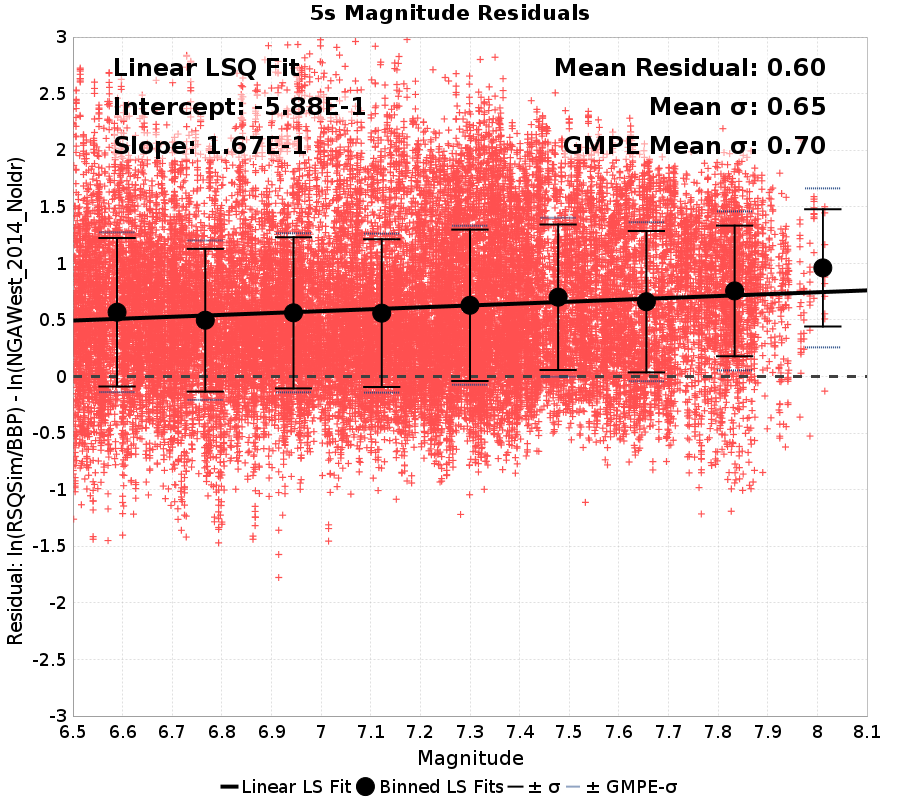 5s Magnitude Residuals
Linear LSQ Fit
Intercept: -5.88E-1
Slope: 1.67E-1
Mean Residual: 0.60
Mean σ: 0.65
GMPE Mean σ: 0.70
Residual: ln(RSQSim/BBP) - ln(NGAWest_2014_NoIdr)
3
2.5
2
1.5
1
0.5
0
-0.5
-1
-1.5
-2
-2.5
-3
6.5 6.6 6.7 6.8 6.9 7 7.1 7.2 7.3 7.4 7.5 7.6 7.7 7.8 7.9 8 8.1
Magnitude
Linear LS Fit Binned LS Fits ± σ ± GMPE-σ